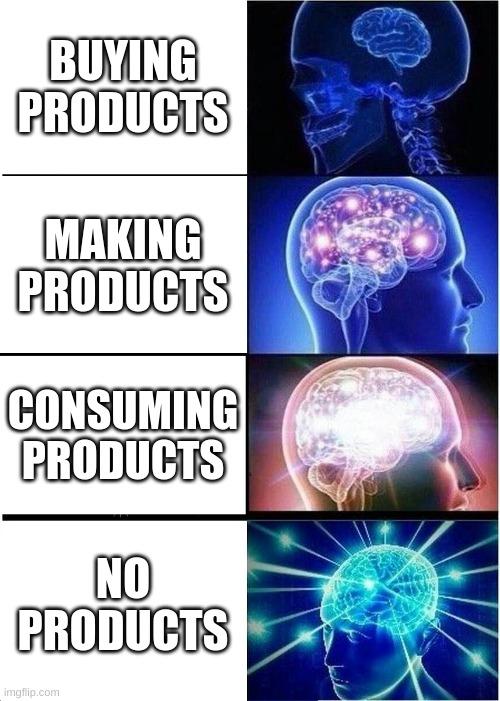 BUYING
PRODUCTS
MAKING
PRODUCTS
CONSUMING
PRODUCTS
NO
PRODUCTS
imgflip.com